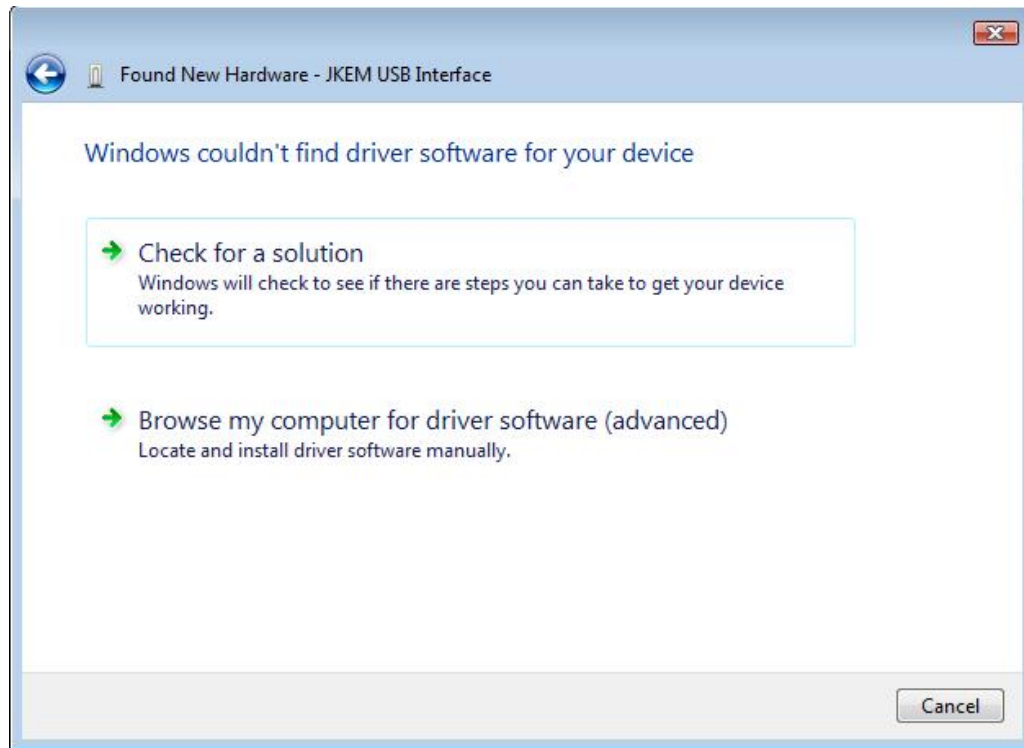 Found New Hardware - JKEM USB Interface
Windows couldn't find driver software for your device
Check for a solution
Windows will check to see if there are steps you can take to get your device
working.
Browse my computer for driver software (advanced)
Locate and install driver software manually.
Cancel